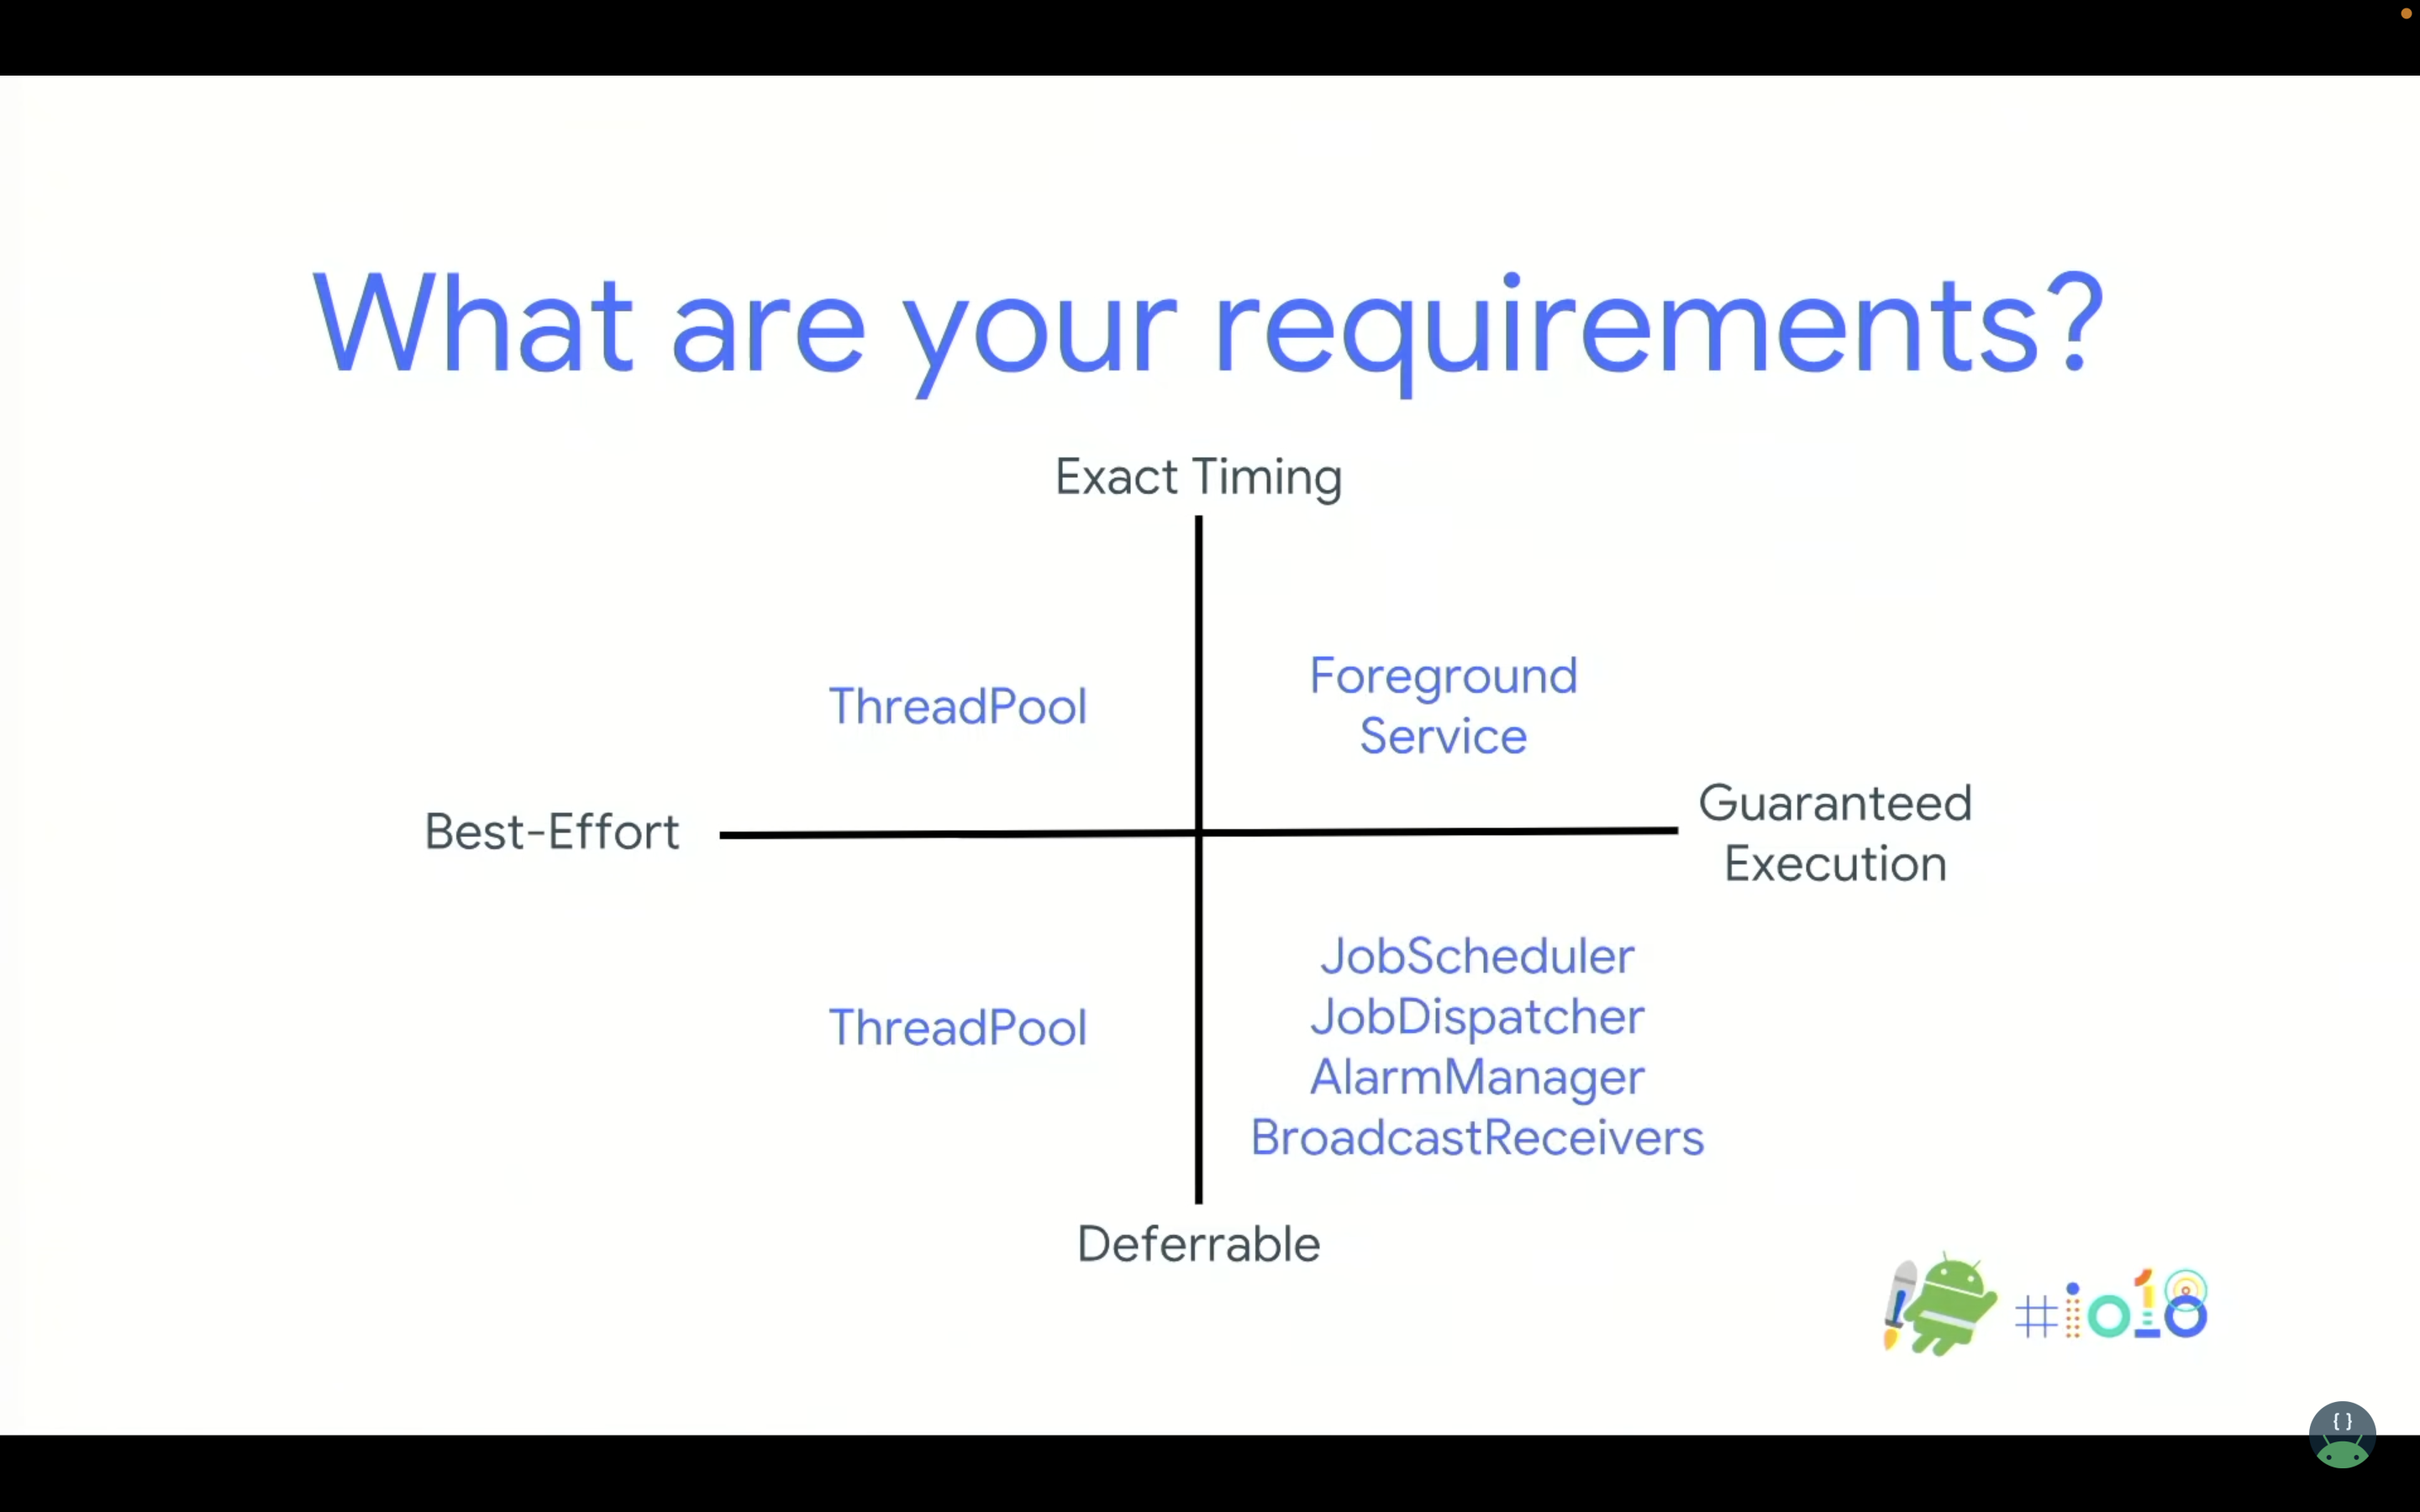 What are your requirements?
Exact Timing
ThreadPool
Foreground
Service
Best-Effort
Guaranteed
Execution
ThreadPool
JobScheduler
JobDispatcher
AlarmManager
BroadcastReceivers
Deferrable
#io18
{ }